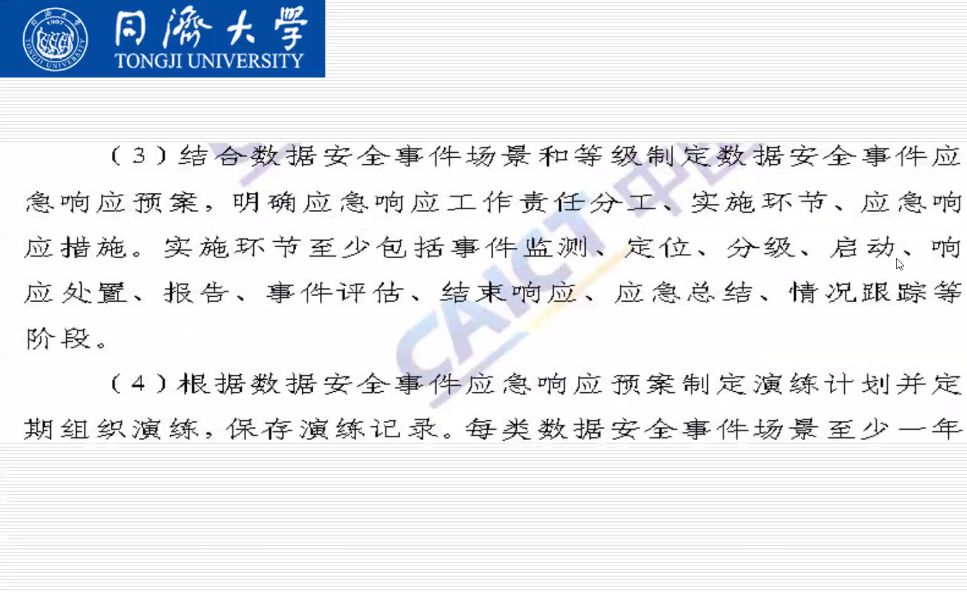 同濟大學
1907
TONGJI UNIVERSITY
（3）结合数据安全事件场景和等级制定数据安全事件应
急响应预案，明确应急响应工作责任分工、实施环节、应急响
应措施。实施环节至少包括事件监测、定位、分级、启动、响
应处置、报告、事件评估、结束响应、应急总结、情况跟踪等
阶段。
（4）根据数据安全事件应急响应预案制定演练计划并定
期组织演练，保存演练记录。每类数据安全事件场景至少一年
CAICT 中